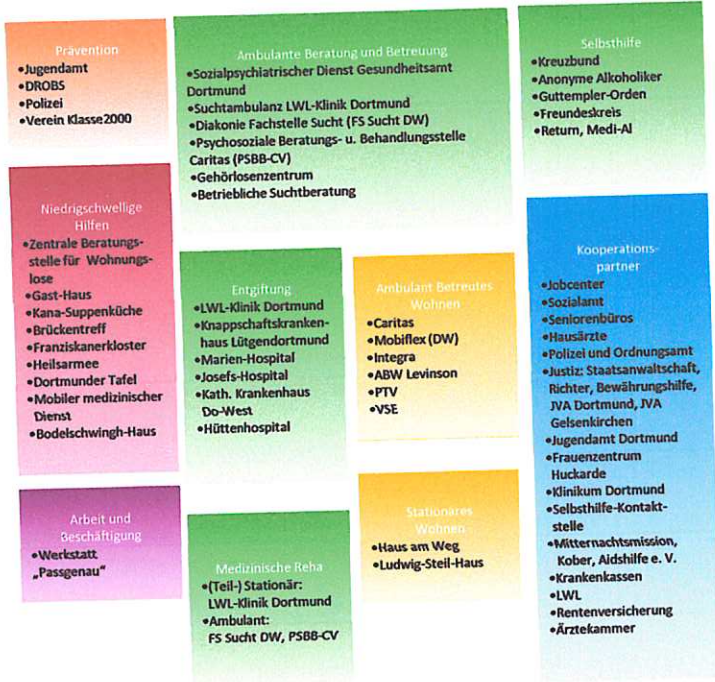 Prävention
•Jugendamt
•DROBS
•Polizei
•Verein Klasse2000
Ambulante Beratung und Betreuung
•Sozialpsychiatrischer Dienst Gesundheitsamt
Dortmund
•Suchtambulanz LWL-Klinik Dortmund
•Diakonie Fachstelle Sucht (FS Sucht DW)
•Psychosoziale Beratungs- u. Behandlungsstelle
Caritas (PSBB-CV)
•Gehörlosenzentrum
•Betriebliche Suchtberatung
Selbsthilfe
•Kreuzbund
•Anonyme Alkoholiker
•Guttempler-Orden
•Freundeskreis
•Return, Medi-Al
Niedrigschwellige
Hilfen
•Zentrale Beratungs-
stelle für Wohnungs-
lose
•Gast-Haus
•Kana-Suppenküche
•Brückentreff
•Franziskanerkloster
•Heilsarmee
•Dortmunder Tafel
•Mobiler medizinischer
Dienst
•Bodelschwingh-Haus
Entgiftung
•LWL-Klinik Dortmund
•Knappschaftskranken-
haus Lütgendortmund
•Marien-Hospital
•Josefs-Hospital
•Kath. Krankenhaus
Do-West
•Hüttenhospital
Ambulant Betreutes
Wohnen
•Caritas
•Mobiflex (DW)
•Integra
•ABW Levinson
•PTV
•VSE
Kooperations-
partner
•Jobcenter
•Sozialamt
•Seniorenbüros
•Hausärzte
•Polizei und Ordnungsamt
•Justiz: Staatsanwaltschaft,
Richter, Bewährungshilfe,
JVA Dortmund, JVA
Gelsenkirchen
•Jugendamt Dortmund
•Frauenzentrum
Huckarde
•Klinikum Dortmund
•Selbsthilfe-Kontakt-
stelle
•Mitternachtsmission,
Kober, Aidshilfe e. V.
•Krankenkassen
•LWL
•Rentenversicherung
•Ärztekammer
Arbeit und
Beschäftigung
•Werkstatt
„Passgenau"
Medizinische Reha
•(Teil-) Stationär:
LWL-Klinik Dortmund
•Ambulant:
FS Sucht DW, PSBB-CV
Stationäres
Wohnen
•Haus am Weg
•Ludwig-Steil-Haus